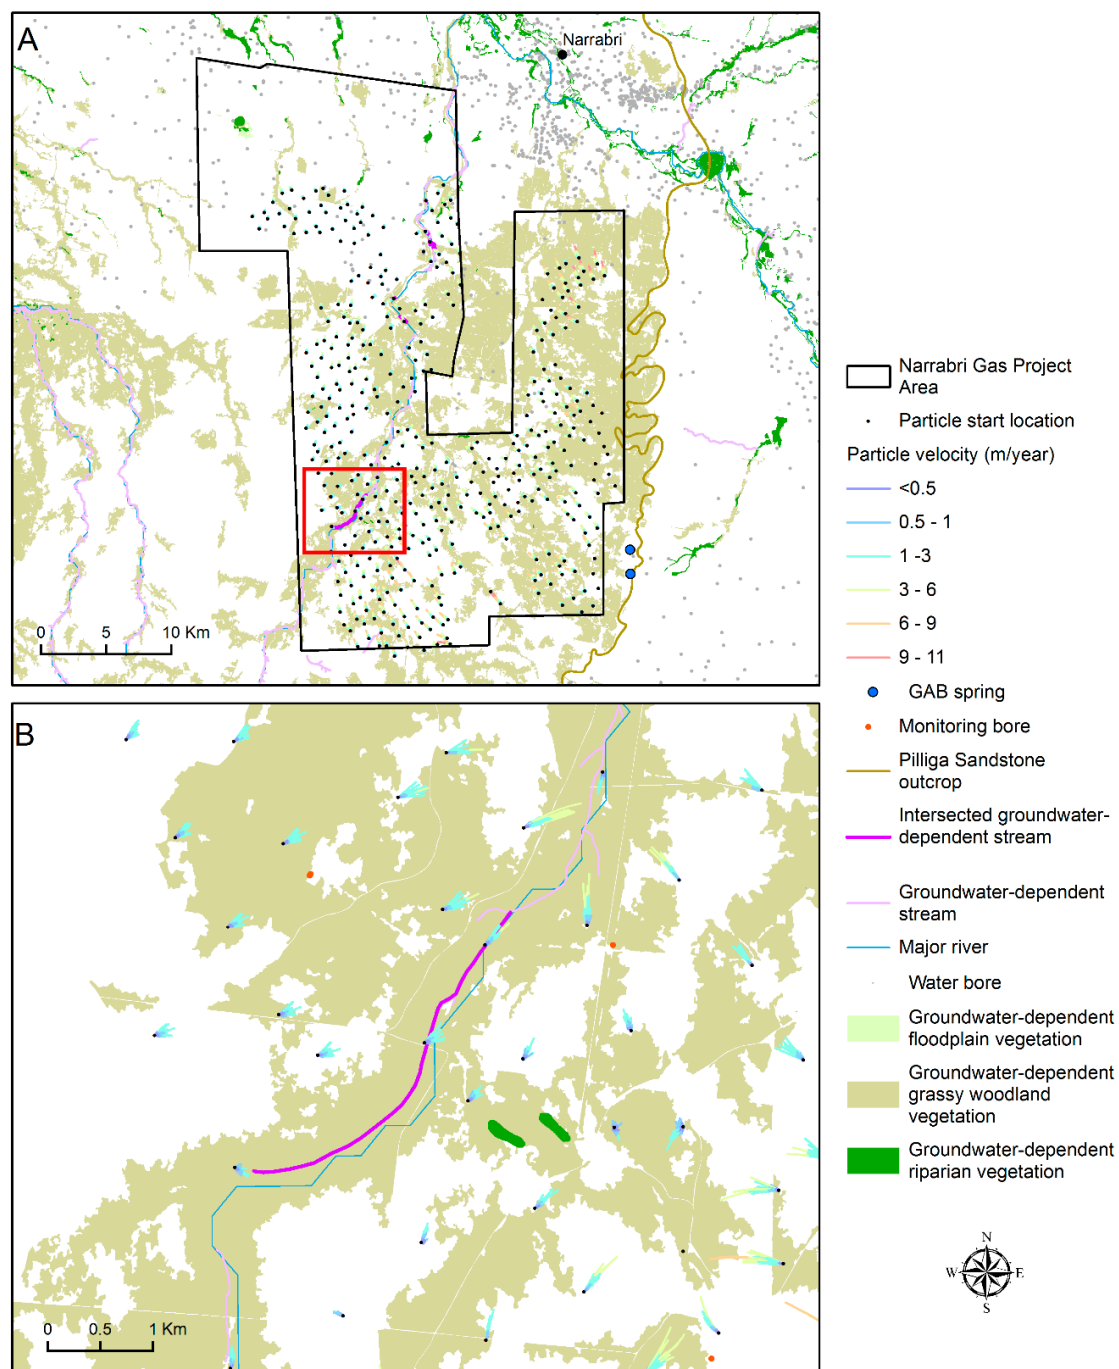 A
Narrabri
0 5 10 Km
B
0 0.5 1 Km
Narrabri Gas Project
Area
Particle start location
Particle velocity (m/year)
<0.5
0.5 - 1
1 -3
3 - 6
6 - 9
9 - 11
GAB spring
Monitoring bore
Pilliga Sandstone
outcrop
Intersected groundwater-
dependent stream
Groundwater-dependent
stream
Major river
Water bore
Groundwater-dependent
floodplain vegetation
Groundwater-dependent
grassy woodland
vegetation
Groundwater-dependent
riparian vegetation
N
W E
S